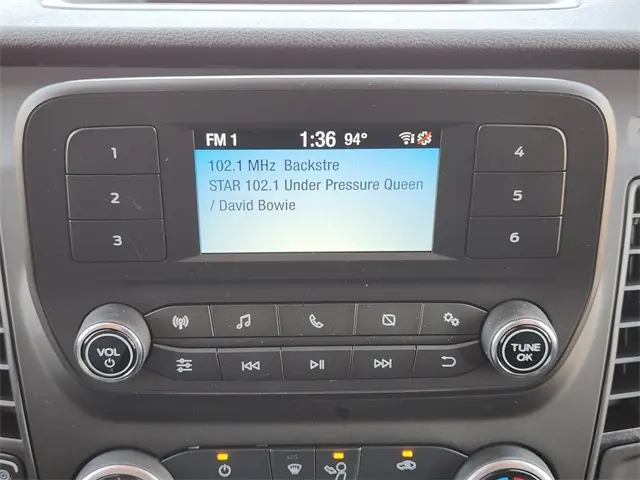 FM 1 1:36 94°
102.1 MHz Backstre
STAR 102.1 Under Pressure Queen
/ David Bowie
1
2
3
4
5
6
VOL
TUNE
OK